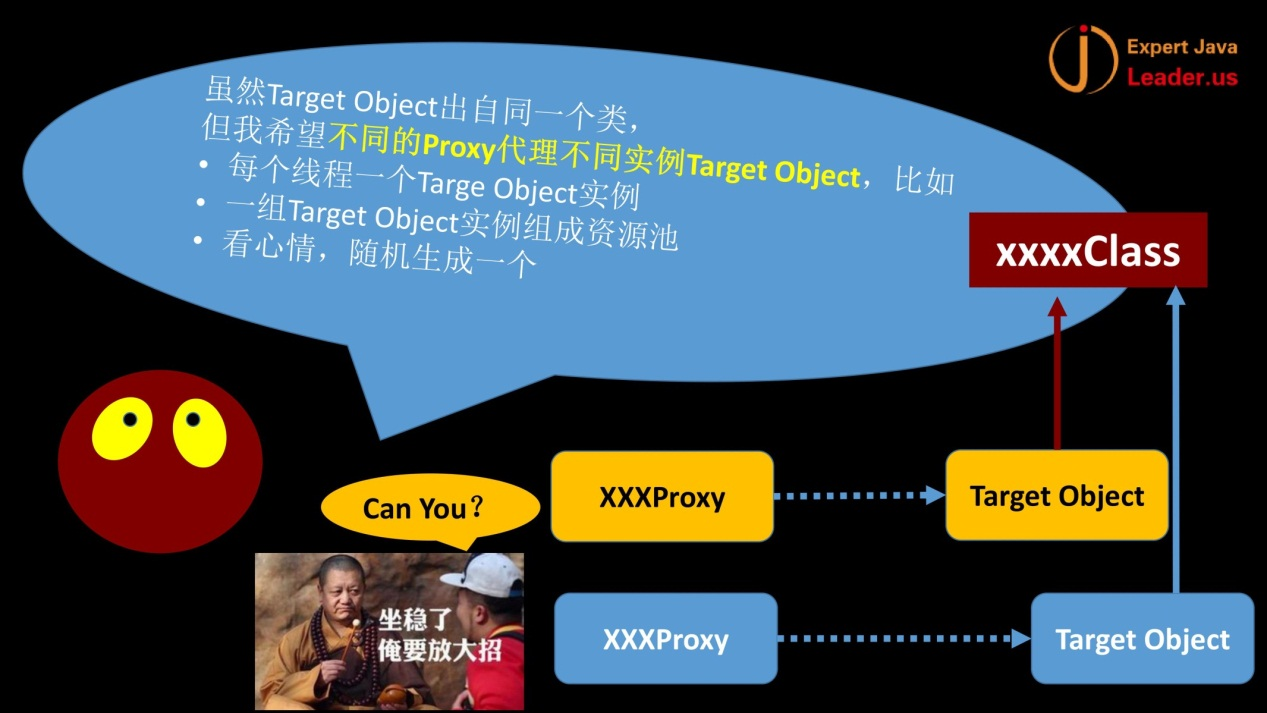 Expert Java
Leader.us
虽然Target Object出自同一个类，
但我希望不同的Proxy代理不同实例Target Object，比如
• 每个线程一个Targe Object实例
• 一组Target Object实例组成资源池
• 看心情，随机生成一个
xxxxClass
Can You？
XXXProxy
Target Object
坐稳了
俺要放大招
XXXProxy
Target Object